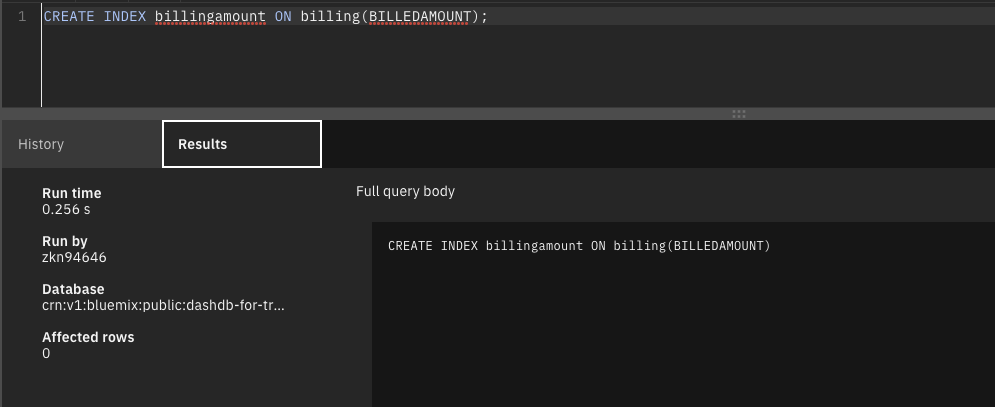 1 CREATE INDEX billingamount ON billing(BILLEDAMOUNT);
History Results
Run time
0.256 s
Run by
zkn94646
Database
crn:v1:bluemix:public:dashdb-for-tr...
Affected rows
0
Full query body
CREATE INDEX billingamount ON billing(BILLEDAMOUNT)